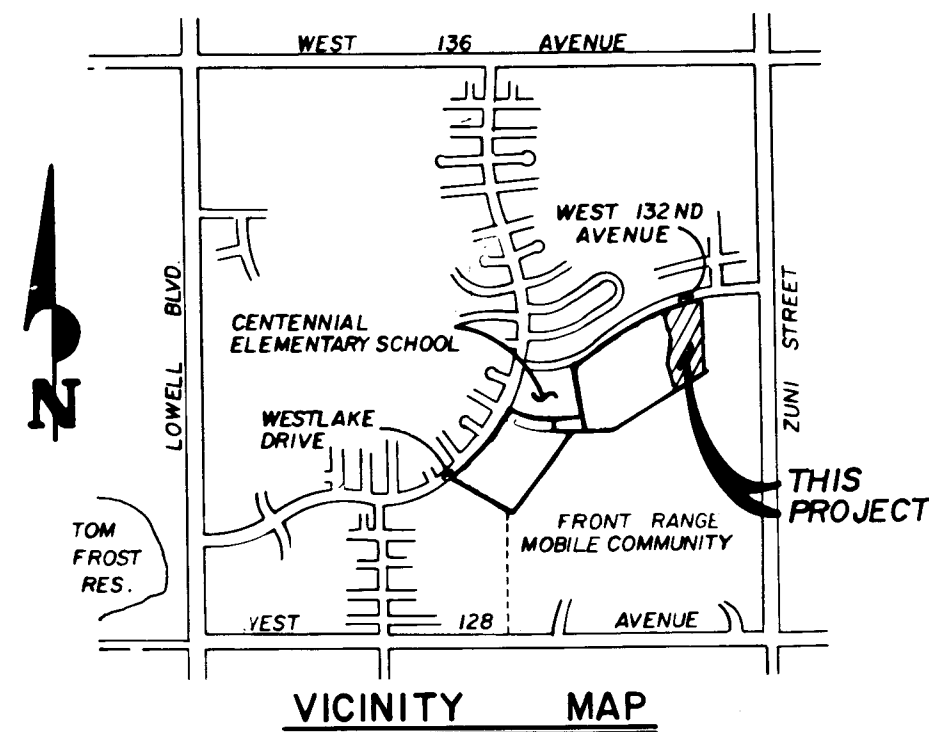 WEST 136 AVENUE
WEST 132ND
AVENUE
LOWELL BLVD.
ZUNI STREET
CENTENNIAL
ELEMENTARY SCHOOL
N
WESTLAKE
DRIVE
THIS
PROJECT
TOM
FROST
RES.
FRONT RANGE
MOBILE COMMUNITY
WEST 128 AVENUE
VICINITY MAP